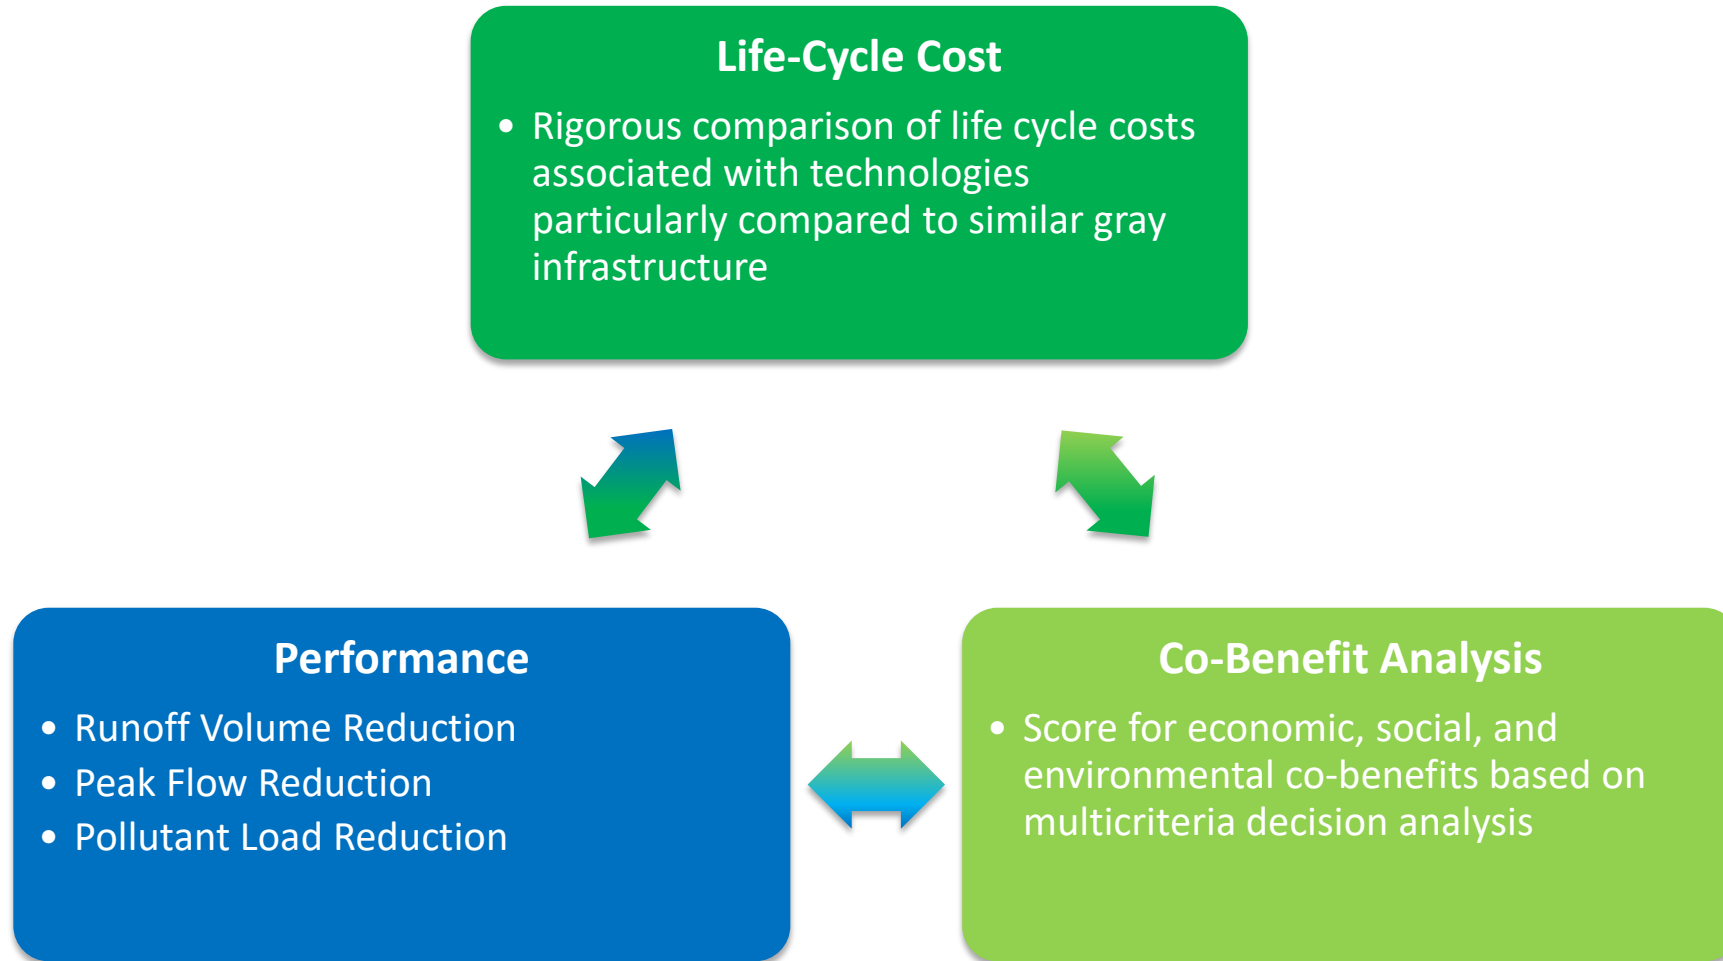 Life-Cycle Cost
• Rigorous comparison of life cycle costs
associated with technologies
particularly compared to similar gray
infrastructure
Performance
• Runoff Volume Reduction
• Peak Flow Reduction
• Pollutant Load Reduction
Co-Benefit Analysis
• Score for economic, social, and
environmental co-benefits based on
multicriteria decision analysis